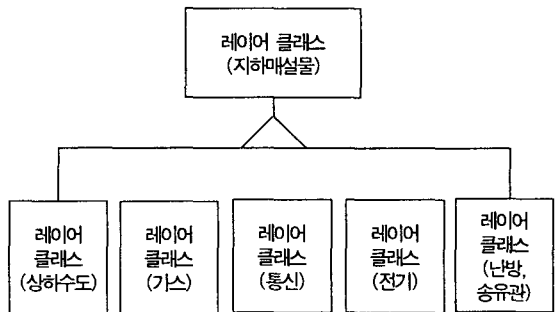 레이어 클래스
(지하매설물)
레이어
클래스
(상하수도)
레이어
클래스
(가스)
레이어
클래스
(통신)
레이어
클래스
(전기)
레이어
클래스
(난방,
송유관)